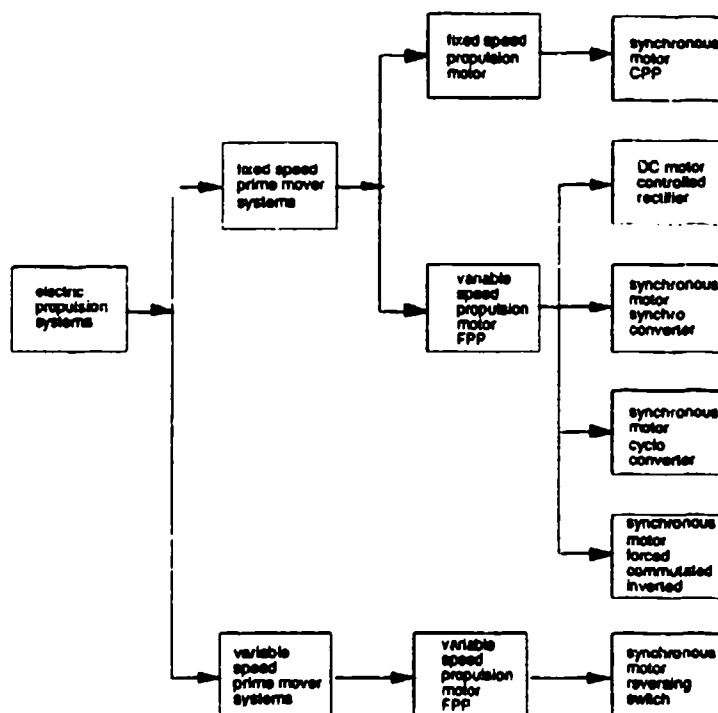 fixed speed
propulsion
motor
synchronous
motor
CPP
fixed speed
prime mover
systems
DC motor
controlled
rectifier
electric
propulsion
systems
variable
speed
propulsion
motor
FPP
synchronous
motor
synchro
converter
synchronous
motor
cyclo
converter
synchronous
motor
forced
commutated
inverted
variable
speed
prime mover
systems
variable
speed
propulsion
motor
FPP
synchronous
motor
reversing
switch